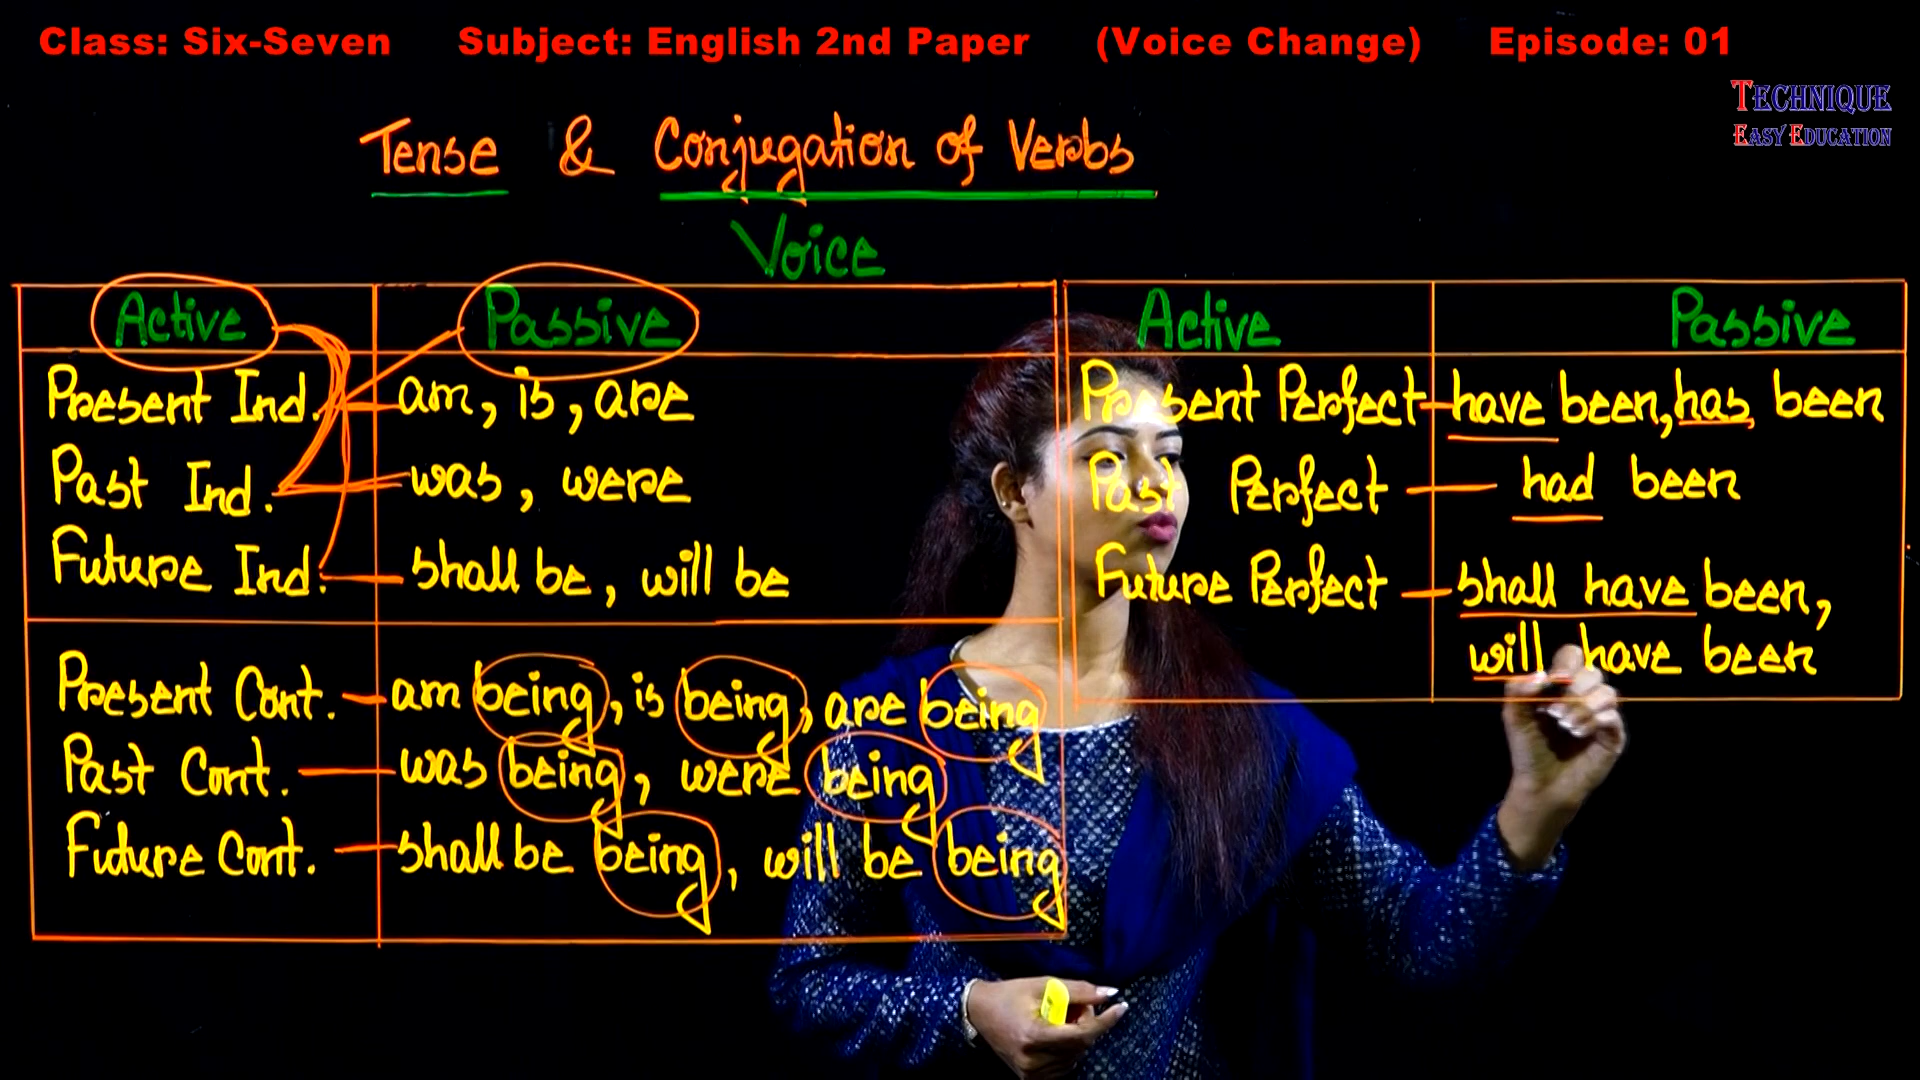 Class: Six-Seven Subject: English 2nd Paper (Voice Change) Episode: 01
TECHNIQUE
EASY EDUCATION
Tense & Conjugation of Verbs
Voice
Active Passive
Present Ind. am, is, are
Past Ind. was, were
Future Ind. shall be, will be
Present Cont. am being, is being, are being
Past Cont. was being, were being
Future Cont. shall be being, will be being
Active Passive
Present Perfect have been, has been
Past Perfect had been
Future Perfect shall have been,
will have been